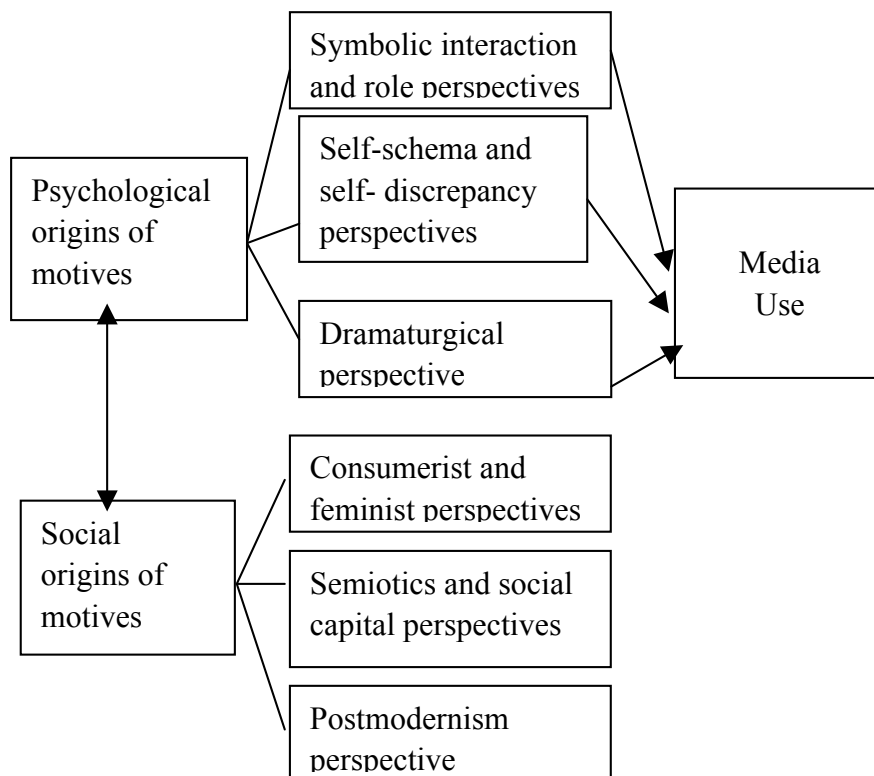 Symbolic interaction
and role perspectives
Self-schema and
self- discrepancy
perspectives
Psychological
origins of
motives
Media
Use
Dramaturgical
perspective
Consumerist and
feminist perspectives
Social
origins of
motives
Semiotics and social
capital perspectives
Postmodernism
perspective